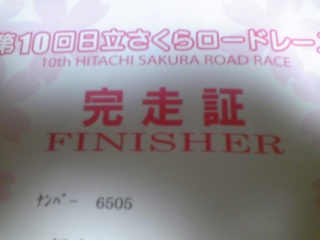 第10回日立さくらロードレース
10th HITACHI SAKURA ROAD RACE
完走証
FINISHER
ﾅﾝﾊﾞｰ 6505